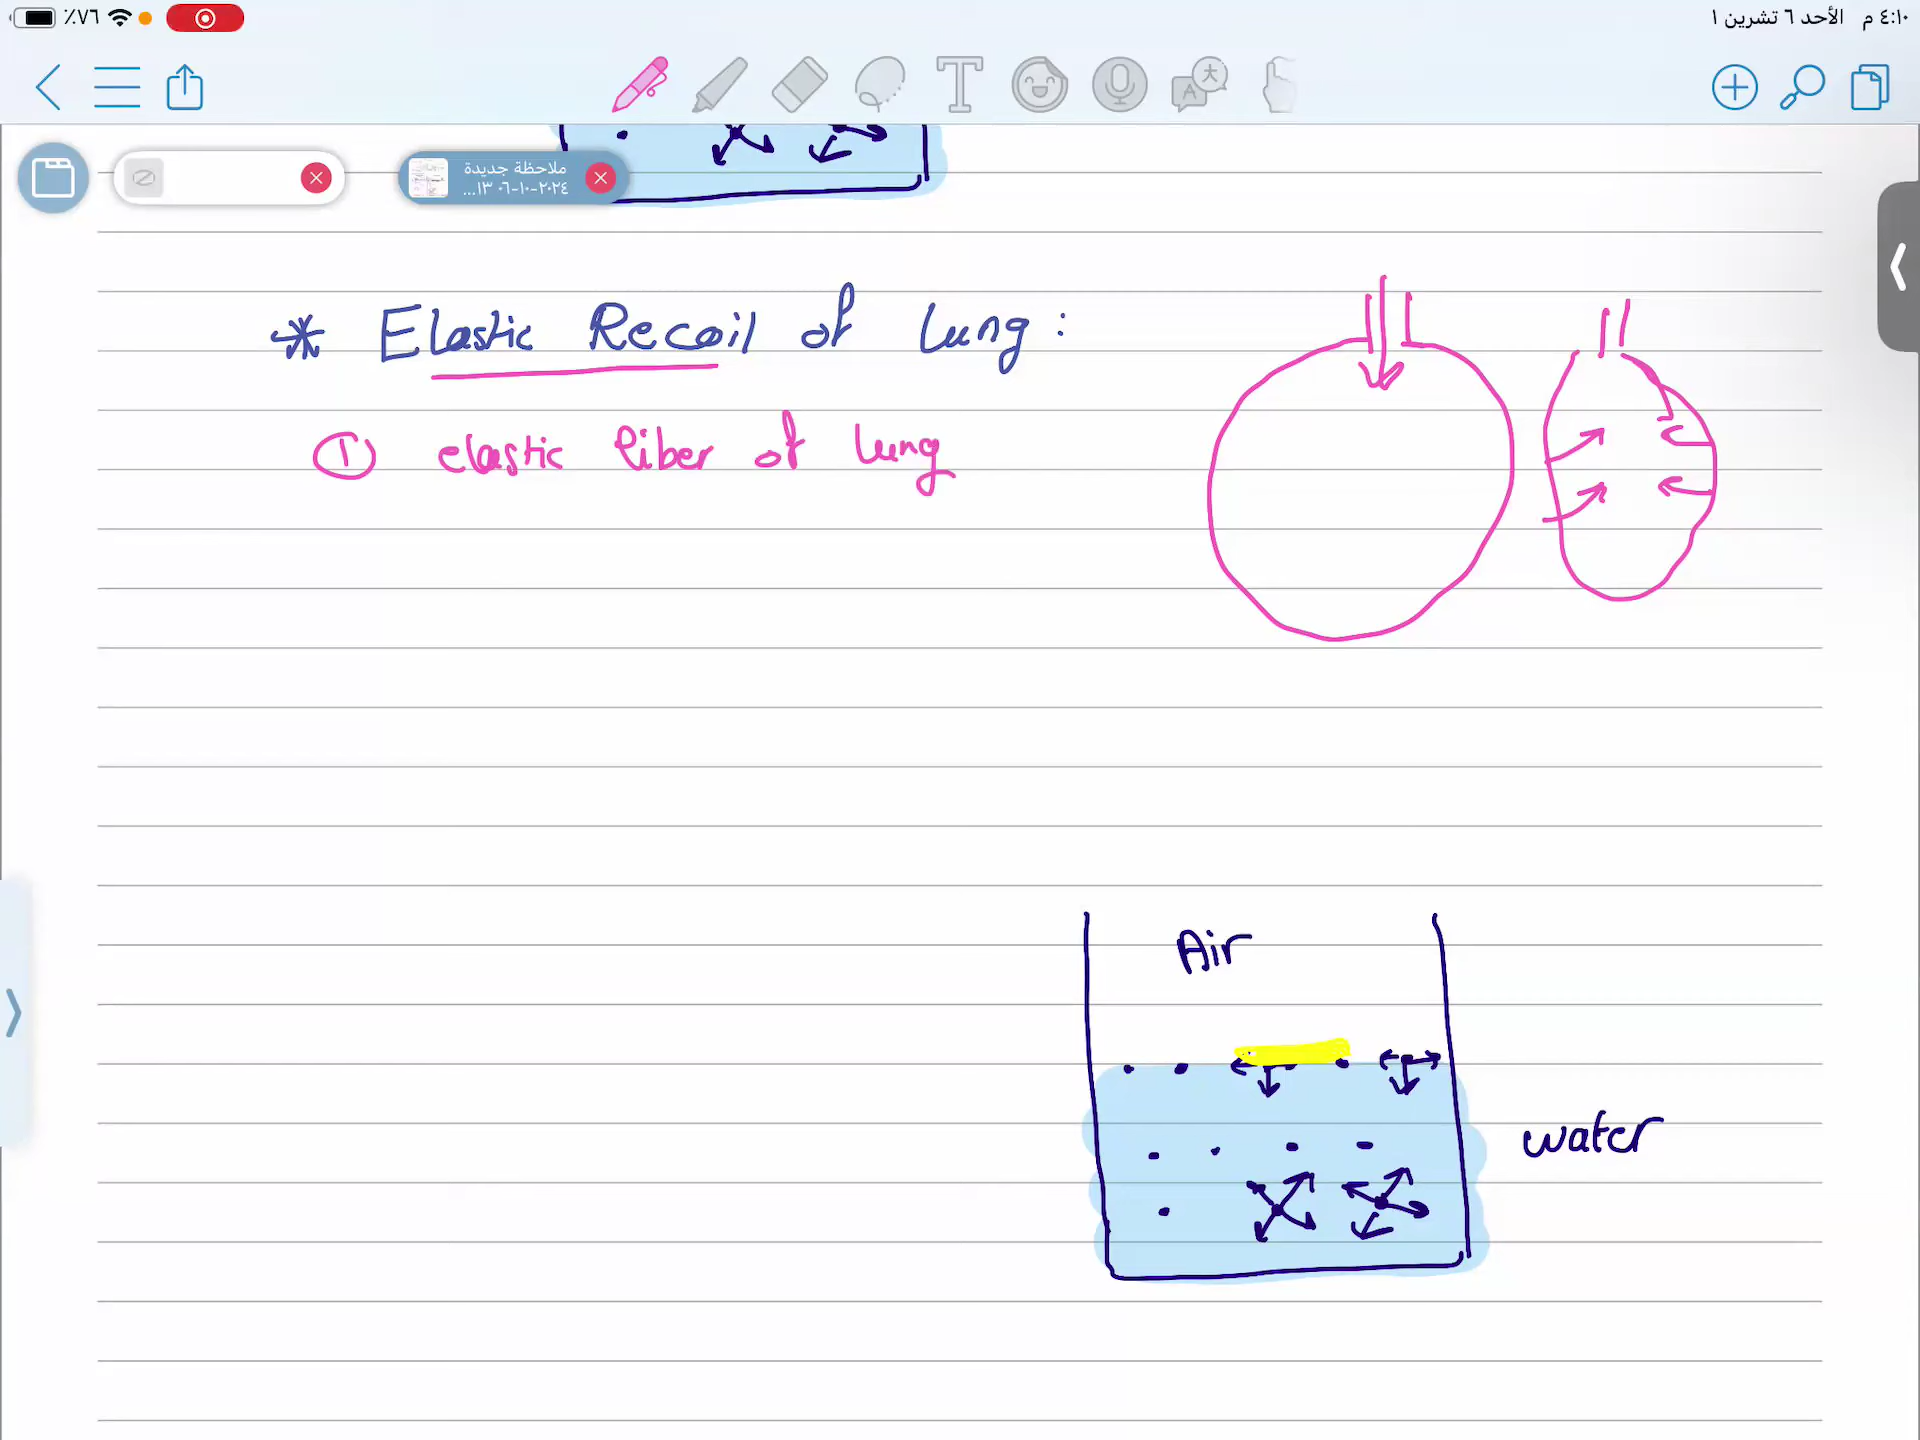 ٪٧٦
٤:١٠ م الأحد ٦ تشرين ١
ملاحظة جديدة
٢٠٢٤-١٠-٠٦ ١٣...
* Elastic Recoil of Lung :
① elastic fiber of lung
Air
water